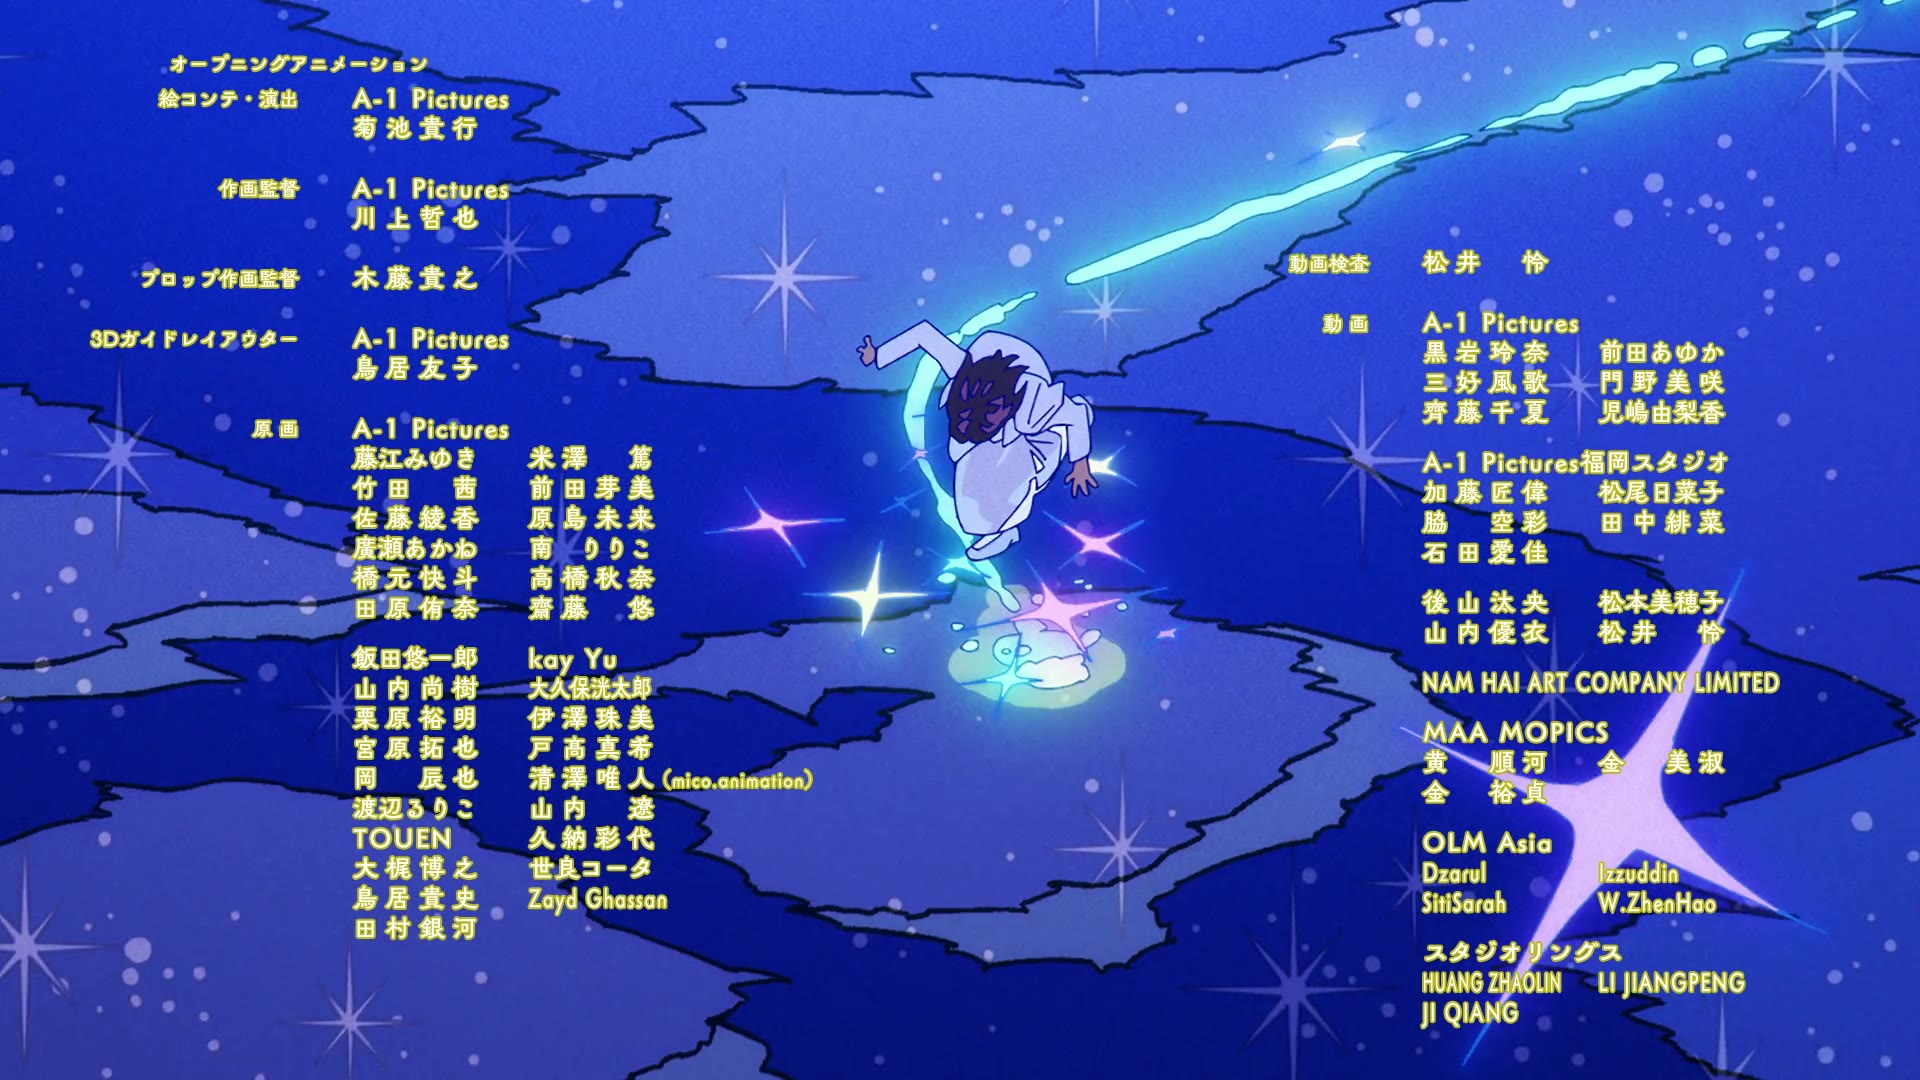 オープニングアニメーション
絵コンテ・演出 A-1 Pictures
菊池貴行
作画監督 A-1 Pictures
川上哲也
プロップ作画監督 木藤貴之
3Dガイドレイアウター A-1 Pictures
鳥居友子
原画 A-1 Pictures
藤江みゆき 米澤 篤
竹田 茜 前田芽美
佐藤綾香 原島未来
廣瀬あかね 南 りりこ
橋元快斗 高橋秋奈
田原侑奈 齋藤 悠
飯田悠一郎 kay Yu
山内尚樹 大久保洸太郎
栗原裕明 伊澤珠美
宮原拓也 戸高真希
岡 辰也 清澤唯人(mico.animation)
渡辺るりこ 山内 遼
TOUEN 久納彩代
大梶博之 世良コータ
鳥居貴史 Zayd Ghassan
田村銀河
動画検査 松井 怜
動画 A-1 Pictures
黒岩玲奈 前田あゆか
三好風歌 門野美咲
齊藤千夏 児嶋由梨香
A-1 Pictures福岡スタジオ
加藤匠偉 松尾日菜子
脇 空彩 田中緋菜
石田愛佳
後山汰央 松本美穂子
山内優衣 松井 怜
NAM HAI ART COMPANY LIMITED
MAA MOPICS
黄 順河 金 美淑
金 裕貞
OLM Asia
Dzarul Izzuddin
SitiSarah W.ZhenHao
スタジオリングス
HUANG ZHAOLIN LI JIANGPENG
JI QIANG